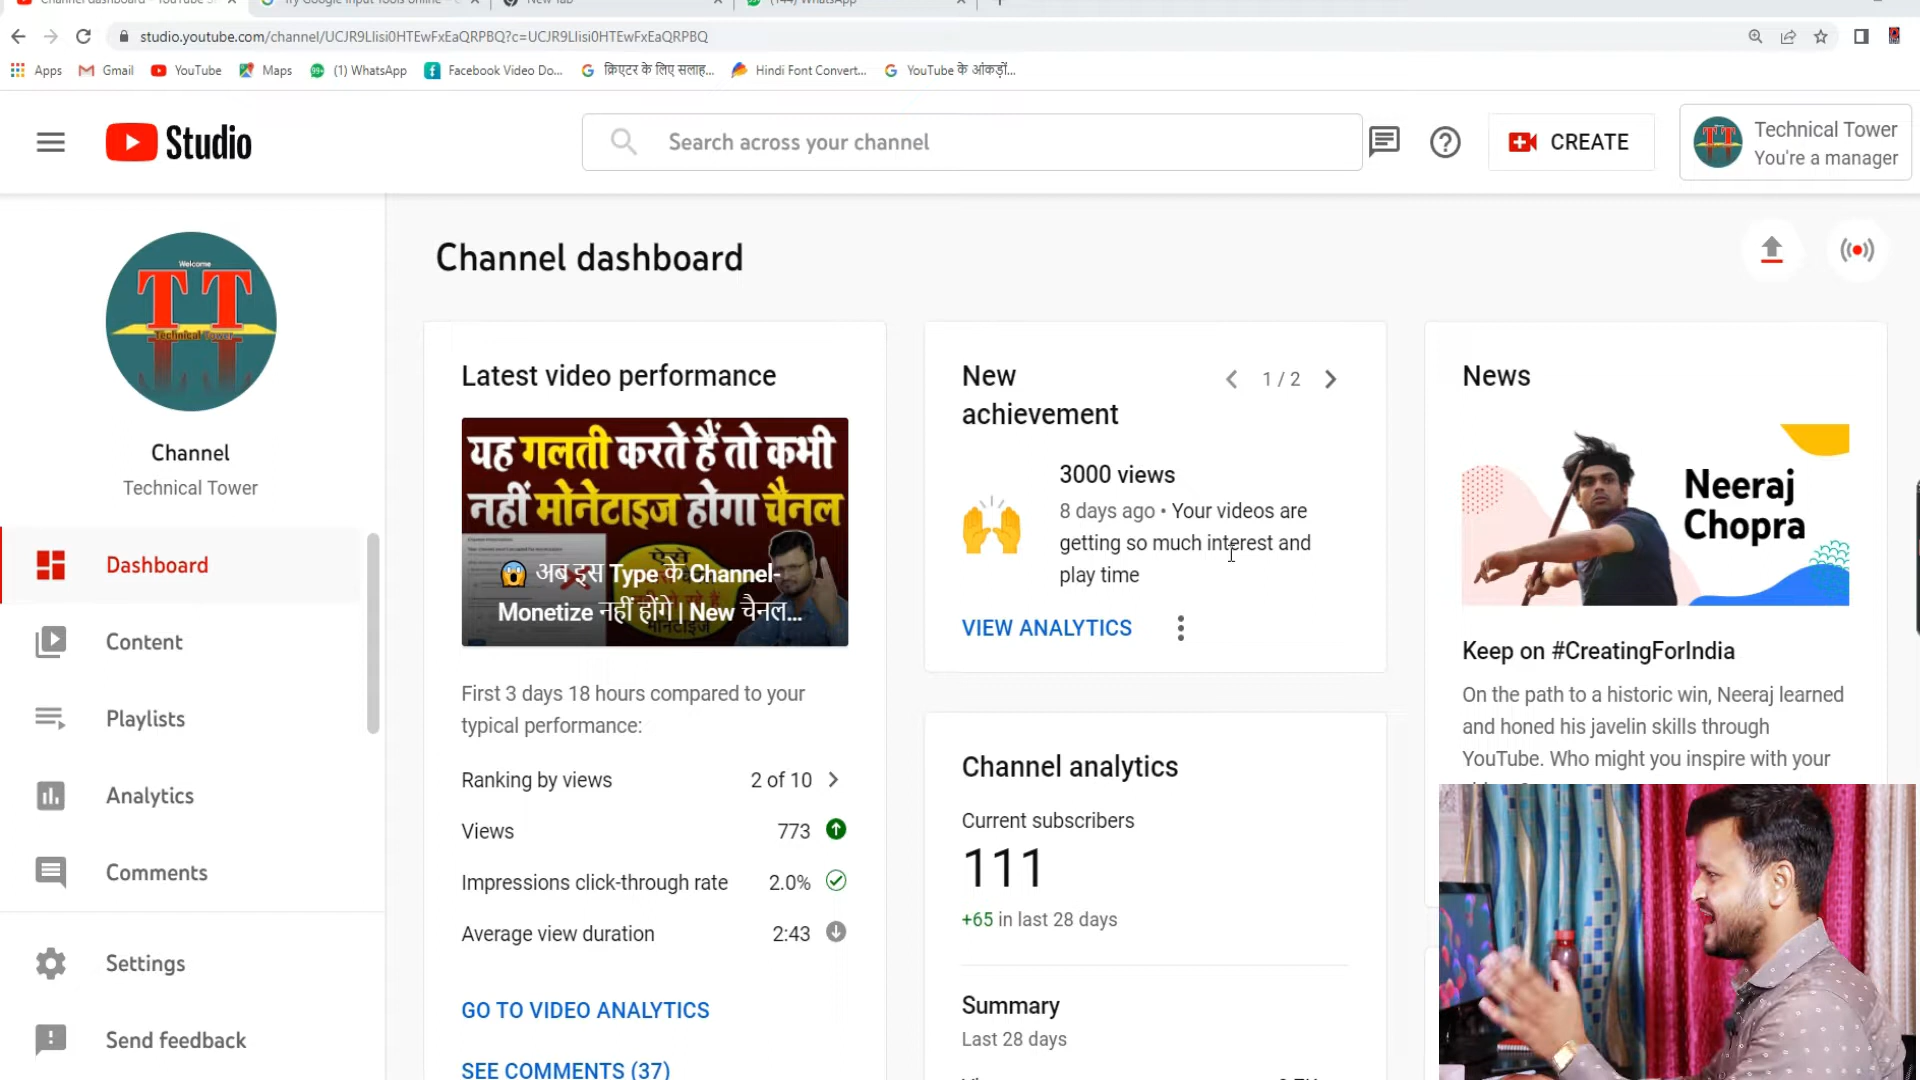 studio.youtube.com/channel/UCJR9LIisi0HTEwFxEaQRPBQ?c=UCJR9LIisi0HTEwFxEaQRPBQ
Apps Gmail YouTube Maps (1) WhatsApp Facebook Video Do... क्रिएटर के लिए सलाह... Hindi Font Convert... YouTube के आंकड़ों...
Studio
Search across your channel
CREATE
Technical Tower
You're a manager
Welcome
TT
Technical Tower
Channel
Technical Tower
Dashboard
Content
Playlists
Analytics
Comments
Settings
Send feedback
Channel dashboard
Latest video performance
यह गलती करते हैं तो कभी
नहीं मोनेटाइज होगा चैनल
😱 अब इस Type के Channel-
Monetize नहीं होंगे | New चैनल...
First 3 days 18 hours compared to your
typical performance:
Ranking by views 2 of 10
Views 773
Impressions click-through rate 2.0%
Average view duration 2:43
GO TO VIDEO ANALYTICS
SEE COMMENTS (37)
New
achievement
1 / 2
3000 views
8 days ago • Your videos are
getting so much interest and
play time
VIEW ANALYTICS
Channel analytics
Current subscribers
111
+65 in last 28 days
Summary
Last 28 days
News
Neeraj
Chopra
Keep on #CreatingForIndia
On the path to a historic win, Neeraj learned
and honed his javelin skills through
YouTube. Who might you inspire with your